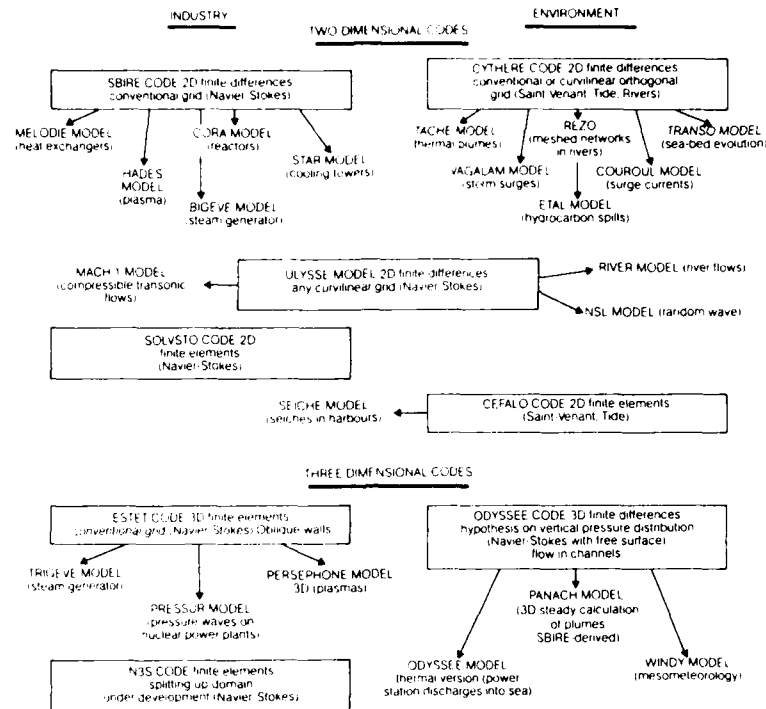 INDUSTRY
ENVIRONMENT
TWO DIMENSIONAL CODES
SBIRE CODE 2D finite differences
conventional grid (Navier-Stokes)
CYTHERE CODE 2D finite differences
conventional or curvilinear orthogonal
grid (Saint Venant, Tide, Rivers)
MELODIE MODEL
(heat exchangers)
HADES
MODEL
(plasma)
BIGEVE MODEL
(steam generator)
CORA MODEL
(reactors)
STAR MODEL
(cooling towers)
TACHE MODEL
(thermal plumes)
VAGALAM MODEL
(storm surges)
REZO
(meshed networks
in rivers)
ETAL MODEL
(hydrocarbon spills)
COUROUL MODEL
(surge currents)
TRANSO MODEL
(sea-bed evolution)
MACH 1 MODEL
(compressible transonic
flows)
ULYSSE MODEL 2D finite differences
any curvilinear grid (Navier Stokes)
RIVER MODEL (river flows)
NSL MODEL (random wave)
SOLVSTO CODE 2D
finite elements
(Navier-Stokes)
SEICHE MODEL
(seiches in harbours)
CEFALO CODE 2D finite elements
(Saint-Venant, Tide)
THREE DIMENSIONAL CODES
ESTET CODE 3D finite elements
conventional grid (Navier Stokes) Oblique walls
ODYSSEE CODE 3D finite differences
hypothesis on vertical pressure distribution
(Navier-Stokes with free surface)
flow in channels
TRIGEVE MODEL
(steam generator)
PRESSUR MODEL
(pressure waves on
nuclear power plants)
PERSEPHONE MODEL
3D (plasmas)
PANACH MODEL
(3D steady calculation
of plumes
SBIRE-derived)
ODYSSEE MODEL
thermal version (power
station discharges into sea)
WINDY MODEL
(mesometeorology)
N3S CODE finite elements
splitting up domain
under development (Navier Stokes)